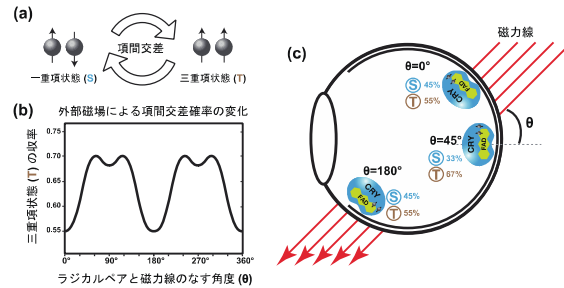 (a)
項間交差
一重項状態 (S)
三重項状態 (T)
(b)
外部磁場による項間交差確率の変化
三重項状態 (T) の収率
0.75
0.70
0.65
0.60
0.55
0.50
0° 90° 180° 270° 360°
ラジカルペアと磁力線のなす角度 (θ)
(c)
磁力線
θ=0°
S 45%
T 55%
FAD
CRY
θ
θ=45°
S 33%
T 67%
CRY
FAD
θ=180°
S 45%
T 55%
CRY
FAD